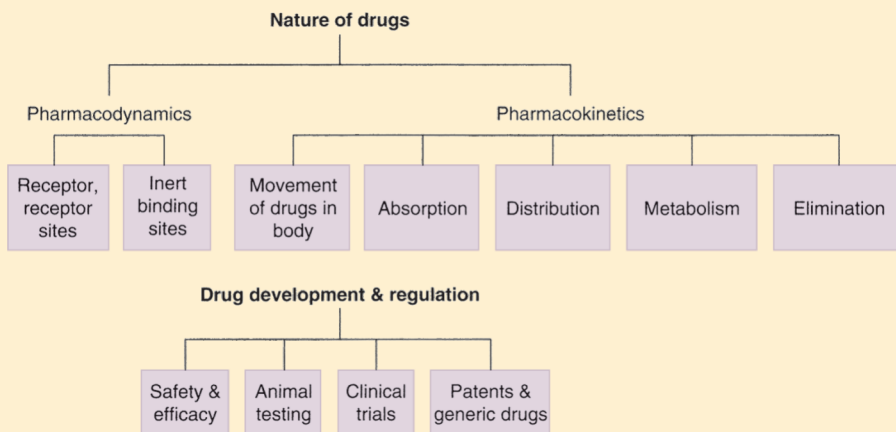 Nature of drugs
Pharmacodynamics
Pharmacokinetics
Receptor,
receptor
sites
Inert
binding
sites
Movement
of drugs in
body
Absorption
Distribution
Metabolism
Elimination
Drug development & regulation
Safety &
efficacy
Animal
testing
Clinical
trials
Patents &
generic drugs